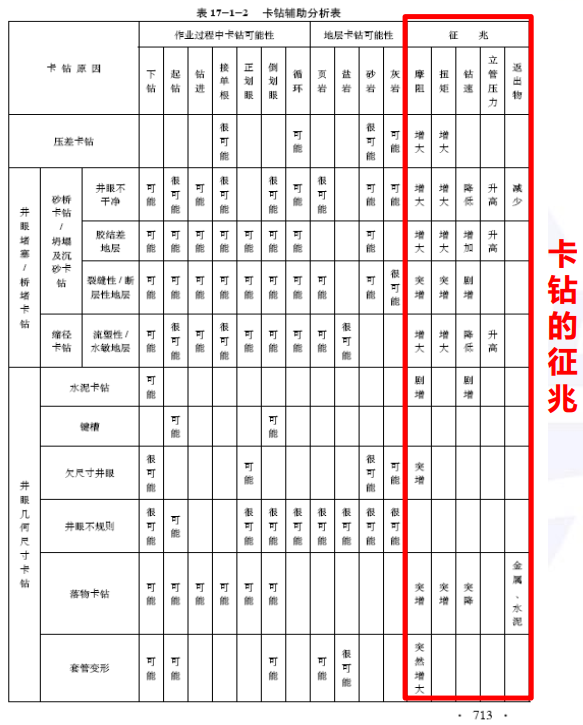 表 17-1-2 卡钻辅助分析表
卡钻原因 作业过程中卡钻可能性 地层卡钻可能性 征兆
下钻 起钻 钻进 接单根 正划眼 倒划眼 循环 页岩 盐岩 砂岩 灰岩 摩阻 扭矩 钻速 立管压力 返出物
压差卡钻 很可能 可能 很可能 可能 增大 增大
井眼堵塞/桥堵卡钻
砂桥卡钻/坍塌及沉砂卡钻
井眼不干净 可能 很可能 可能 很可能 很可能 可能 很可能 可能 可能 增大 增大 降低 升高 减少
胶结差地层 可能 可能 可能 可能 可能 可能 可能 可能 增大 增大 增加 升高
裂缝性/断层性地层 可能 可能 可能 可能 可能 可能 可能 可能 可能 很可能 突增 突增 剧增
缩径卡钻 流塑性/水敏地层 可能 很可能 可能 很可能 可能 可能 可能 可能 很可能 增大 增大 降低 升高
井眼几何尺寸卡钻
水泥卡钻 可能 剧增 剧增
键槽 可能 可能
欠尺寸井眼 很可能 可能 很可能 可能 突增
井眼不规则 很可能 可能 很可能 很可能 很可能 很可能 很可能 很可能 很可能
落物卡钻 可能 可能 可能 可能 可能 可能 突增 突增 突降 金属、水泥
套管变形 可能 可能 可能 可能 很可能 突然增大
卡钻的征兆
· 713 ·